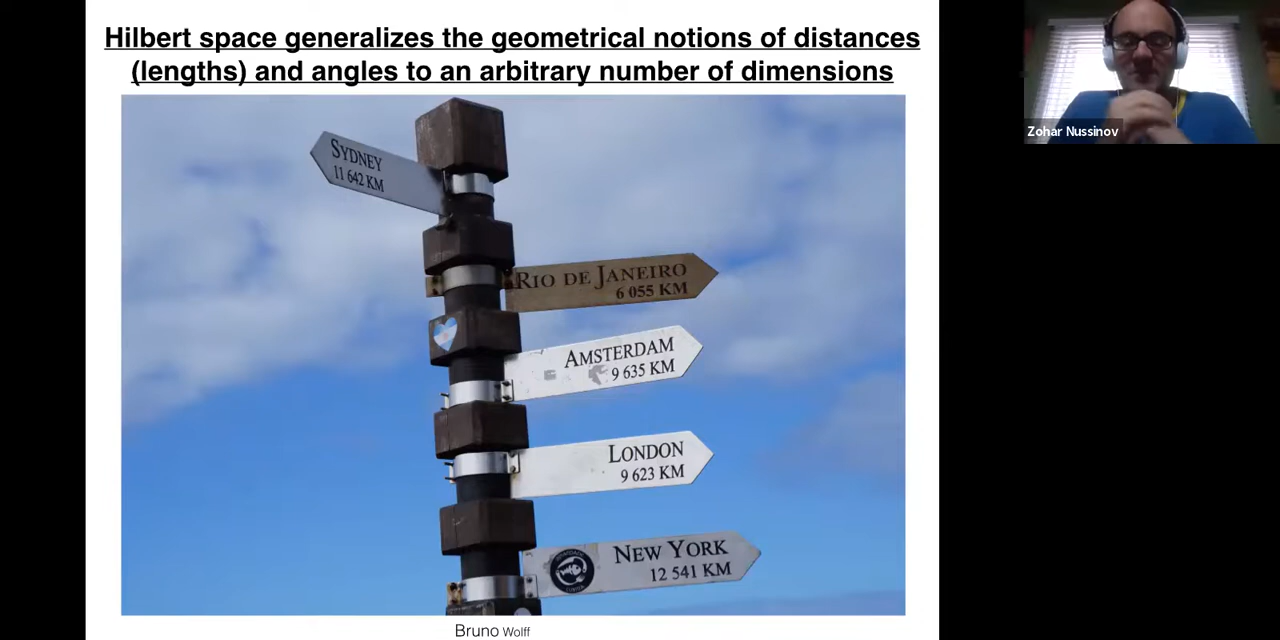 Hilbert space generalizes the geometrical notions of distances
(lengths) and angles to an arbitrary number of dimensions
Zohar Nussinov
SYDNEY
11 642 KM
RIO DE JANEIRO
6 055 KM
AMSTERDAM
9 635 KM
LONDON
9 623 KM
NEW YORK
12 541 KM
Bruno Wolff